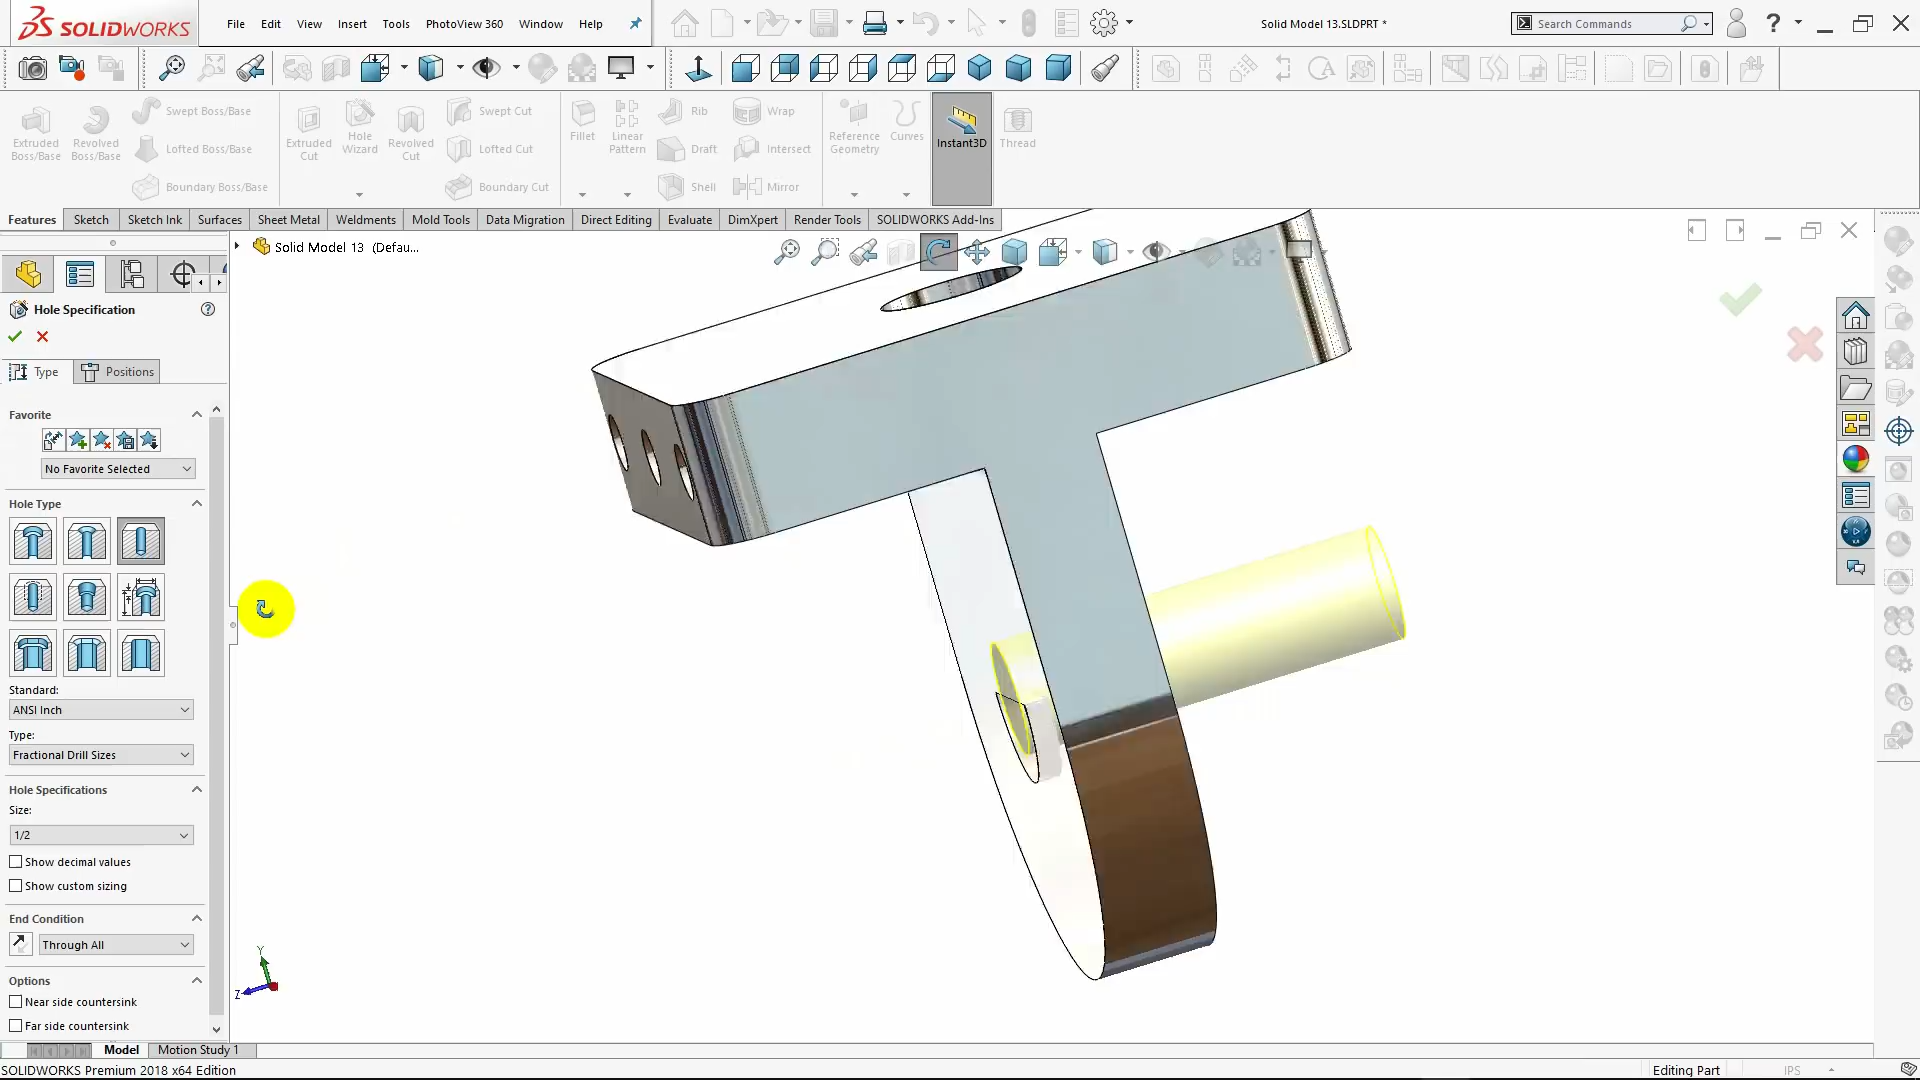 SOLIDWORKS File Edit View Insert Tools PhotoView 360 Window Help Solid Model 13.SLDPRT * Search Commands
Extruded Boss/Base
Revolved Boss/Base
Swept Boss/Base
Lofted Boss/Base
Boundary Boss/Base
Extruded Cut
Hole Wizard
Revolved Cut
Swept Cut
Lofted Cut
Boundary Cut
Fillet
Linear Pattern
Rib
Draft
Shell
Wrap
Intersect
Mirror
Reference Geometry
Curves
Instant3D
Thread
Features Sketch Sketch Ink Surfaces Sheet Metal Weldments Mold Tools Data Migration Direct Editing Evaluate DimXpert Render Tools SOLIDWORKS Add-Ins
Solid Model 13 (Defau...
Hole Specification
Type Positions
Favorite
No Favorite Selected
Hole Type
Standard:
ANSI Inch
Type:
Fractional Drill Sizes
Hole Specifications
Size:
1/2
Show decimal values
Show custom sizing
End Condition
Through All
Options
Near side countersink
Far side countersink
Y
Z
Model Motion Study 1
SOLIDWORKS Premium 2018 x64 Edition Editing Part IPS